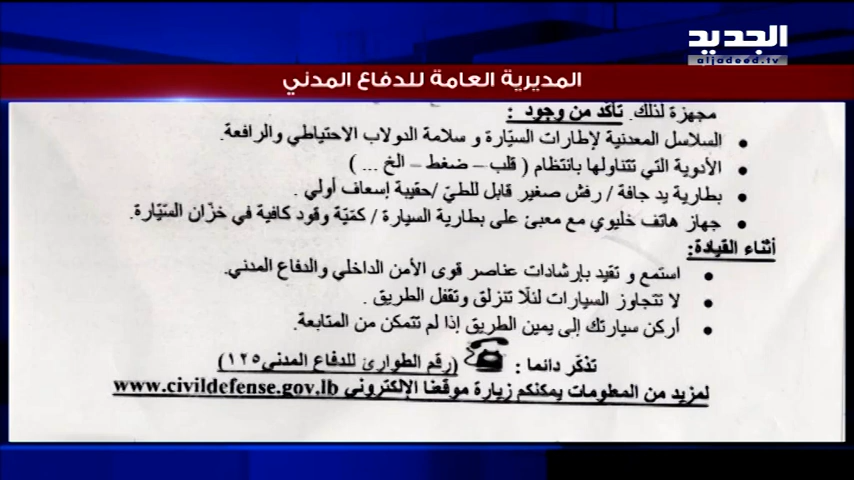 الجديد
aljadeed.tv
المديرية العامة للدفاع المدني
مجهزة لذلك. تأكد من وجود :
• السلاسل المعدنية لإطارات السيّارة و سلامة الدولاب الاحتياطي والرافعة.
• الأدوية التي تتناولها بانتظام ( قلب – ضغط – الخ ... )
• بطارية يد جافة / رفش صغير قابل للطيّ /حقيبة إسعاف أولي .
• جهاز هاتف خليوي مع معبئ على بطارية السيارة / كميّة وقود كافية في خزّان السّيّارة.
أثناء القيادة:
• استمع و تقيد بإرشادات عناصر قوى الأمن الداخلي والدفاع المدني.
• لا تتجاوز السيارات لئلّا تنزلق وتقفل الطريق .
• أركن سيارتك إلى يمين الطريق إذا لم تتمكن من المتابعة.
تذكّر دائما : (رقم الطوارئ للدفاع المدني ١٢٥)
لمزيد من المعلومات يمكنكم زيارة موقعنا الإلكتروني www.civildefense.gov.lb